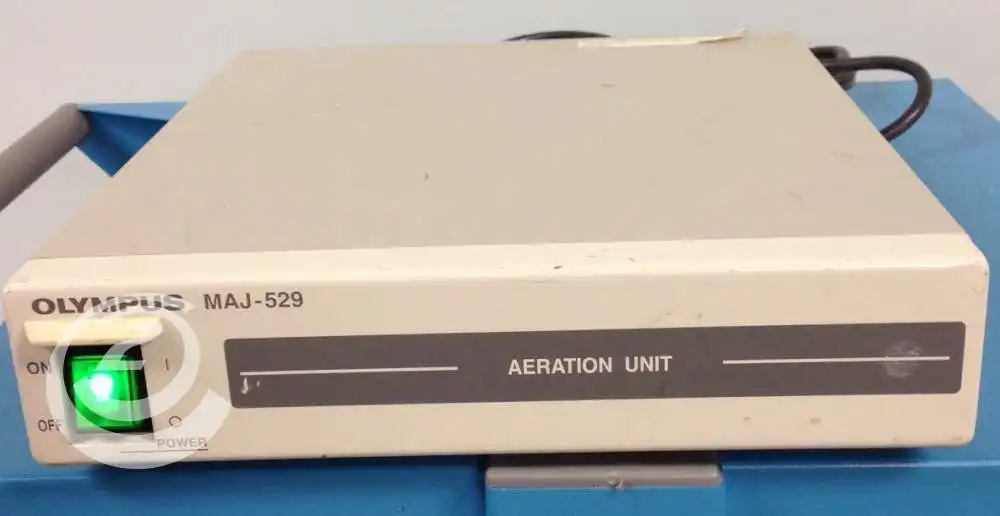 OLYMPUS MAJ-529
ON I
OFF O
POWER
AERATION UNIT